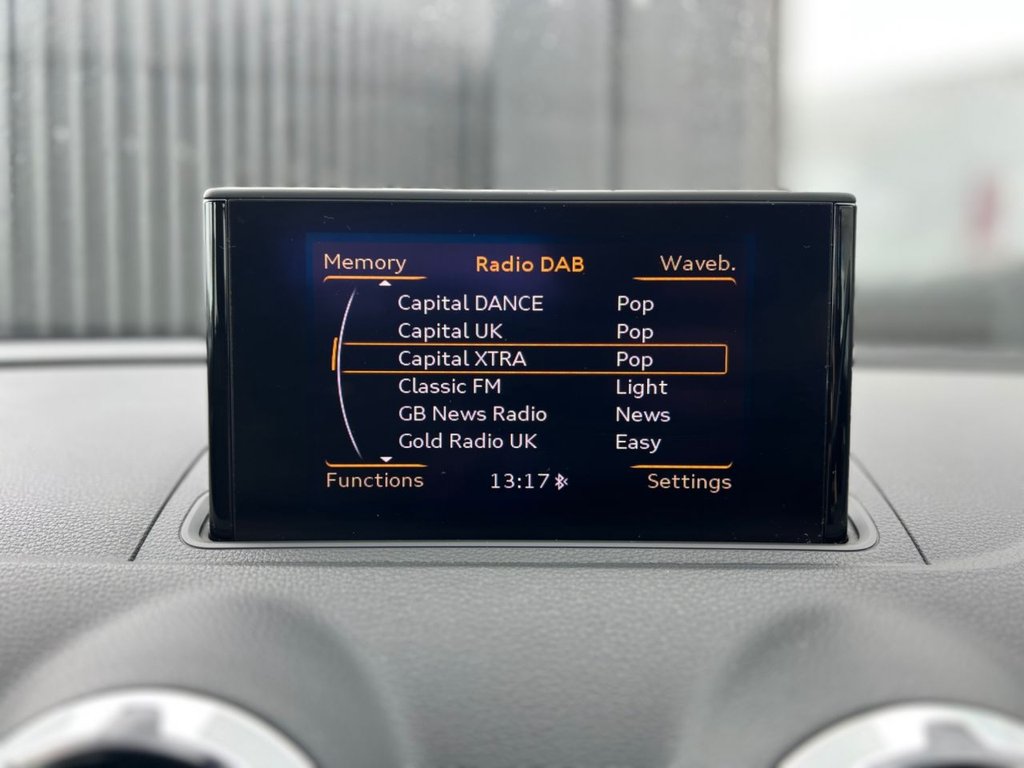 Memory Radio DAB Waveb.
Capital DANCE Pop
Capital UK Pop
Capital XTRA Pop
Classic FM Light
GB News Radio News
Gold Radio UK Easy
Functions 13:17 Settings